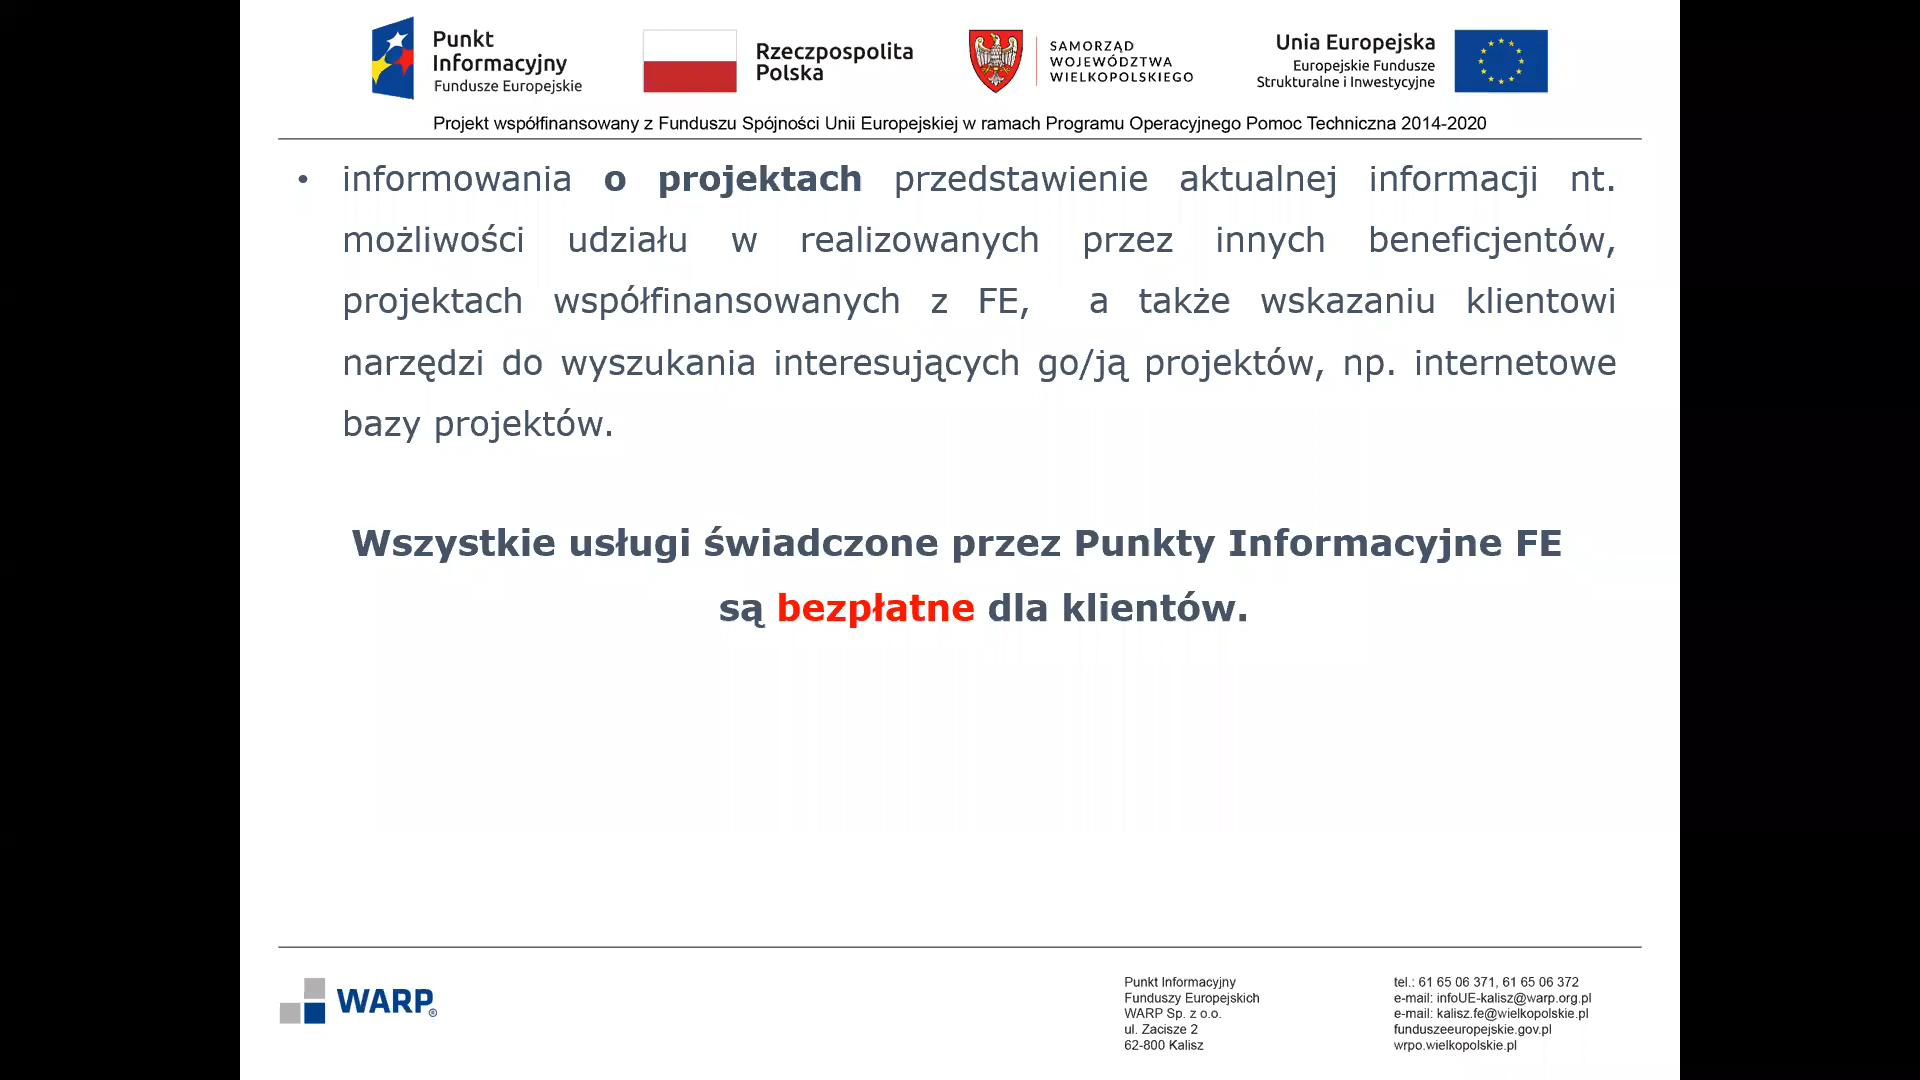 Punkt
Informacyjny
Fundusze Europejskie
Rzeczpospolita
Polska
SAMORZĄD
WOJEWÓDZTWA
WIELKOPOLSKIEGO
Unia Europejska
Europejskie Fundusze
Strukturalne i Inwestycyjne
Projekt współfinansowany z Funduszu Spójności Unii Europejskiej w ramach Programu Operacyjnego Pomoc Techniczna 2014-2020
• informowania o projektach przedstawienie aktualnej informacji nt.
możliwości udziału w realizowanych przez innych beneficjentów,
projektach współfinansowanych z FE, a także wskazaniu klientowi
narzędzi do wyszukania interesujących go/ją projektów, np. internetowe
bazy projektów.
Wszystkie usługi świadczone przez Punkty Informacyjne FE
są bezpłatne dla klientów.
WARP®
Punkt Informacyjny
Funduszy Europejskich
WARP Sp. z o.o.
ul. Zacisze 2
62-800 Kalisz
tel.: 61 65 06 371, 61 65 06 372
e-mail: infoUE-kalisz@warp.org.pl
e-mail: kalisz.fe@wielkopolskie.pl
funduszeeuropejskie.gov.pl
wrpo.wielkopolskie.pl